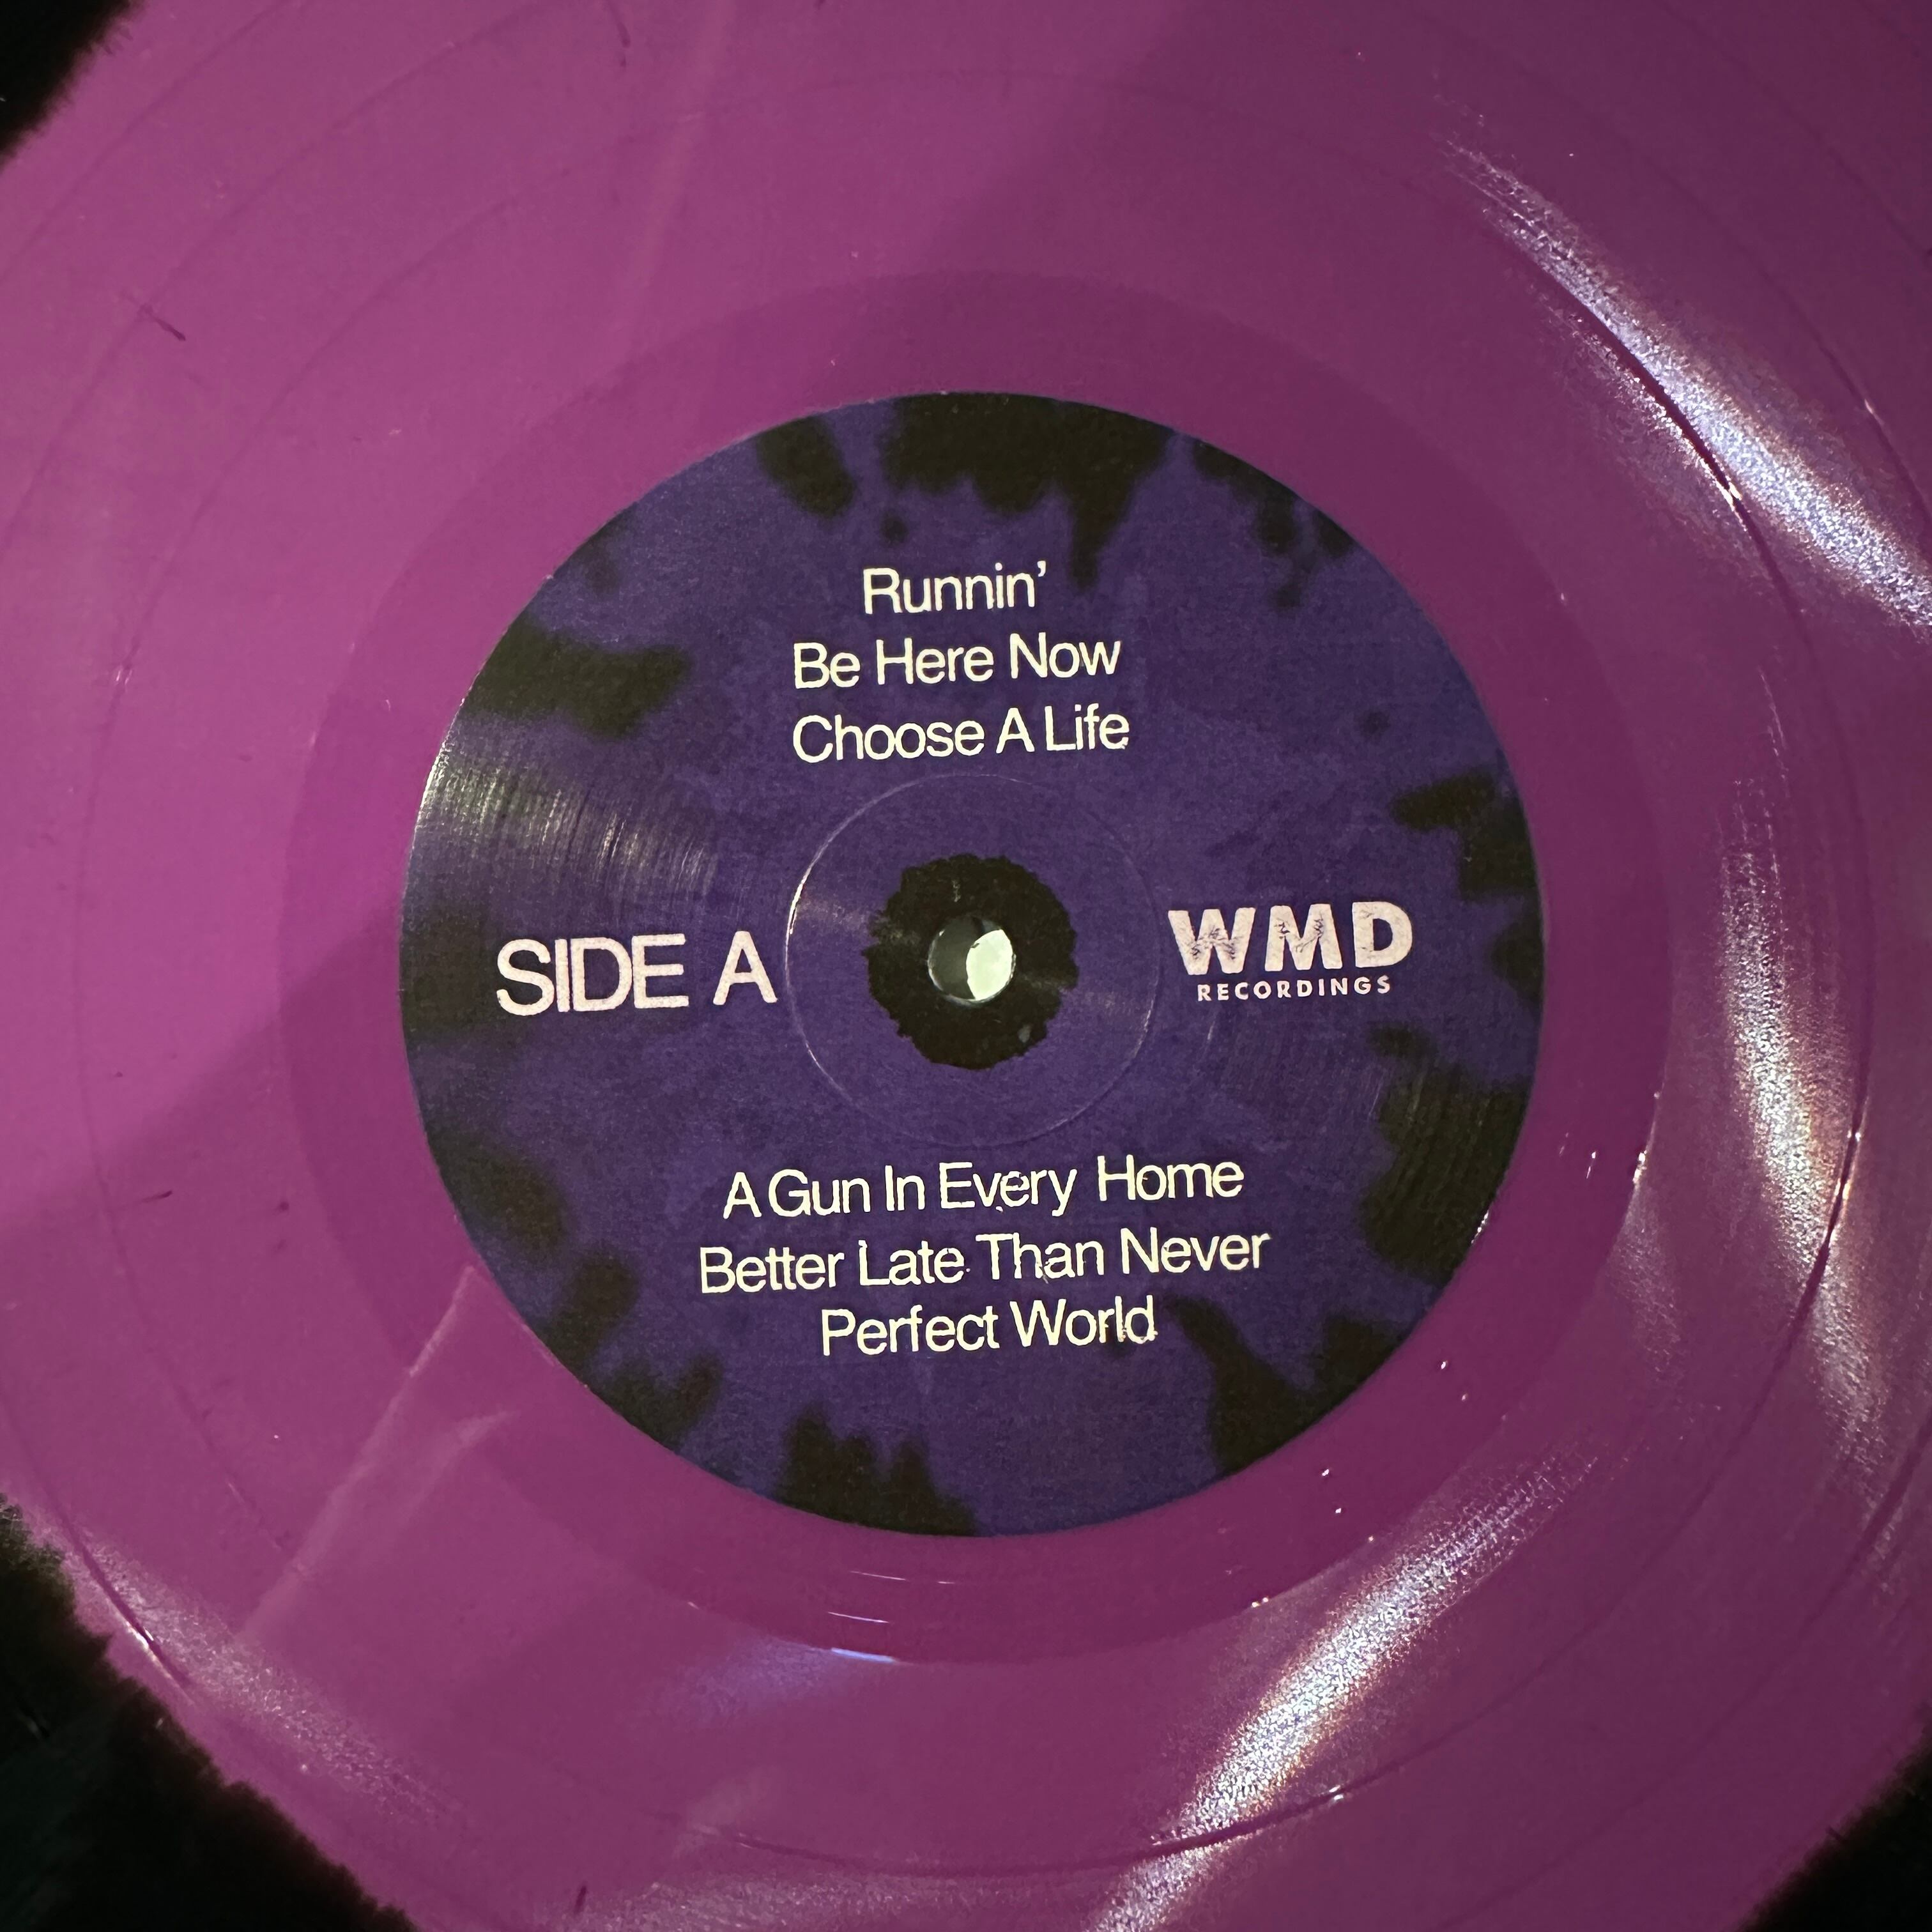 Runnin’
Be Here Now
Choose A Life
SIDE A
WMD
RECORDINGS
A Gun In Every Home
Better Late Than Never
Perfect World